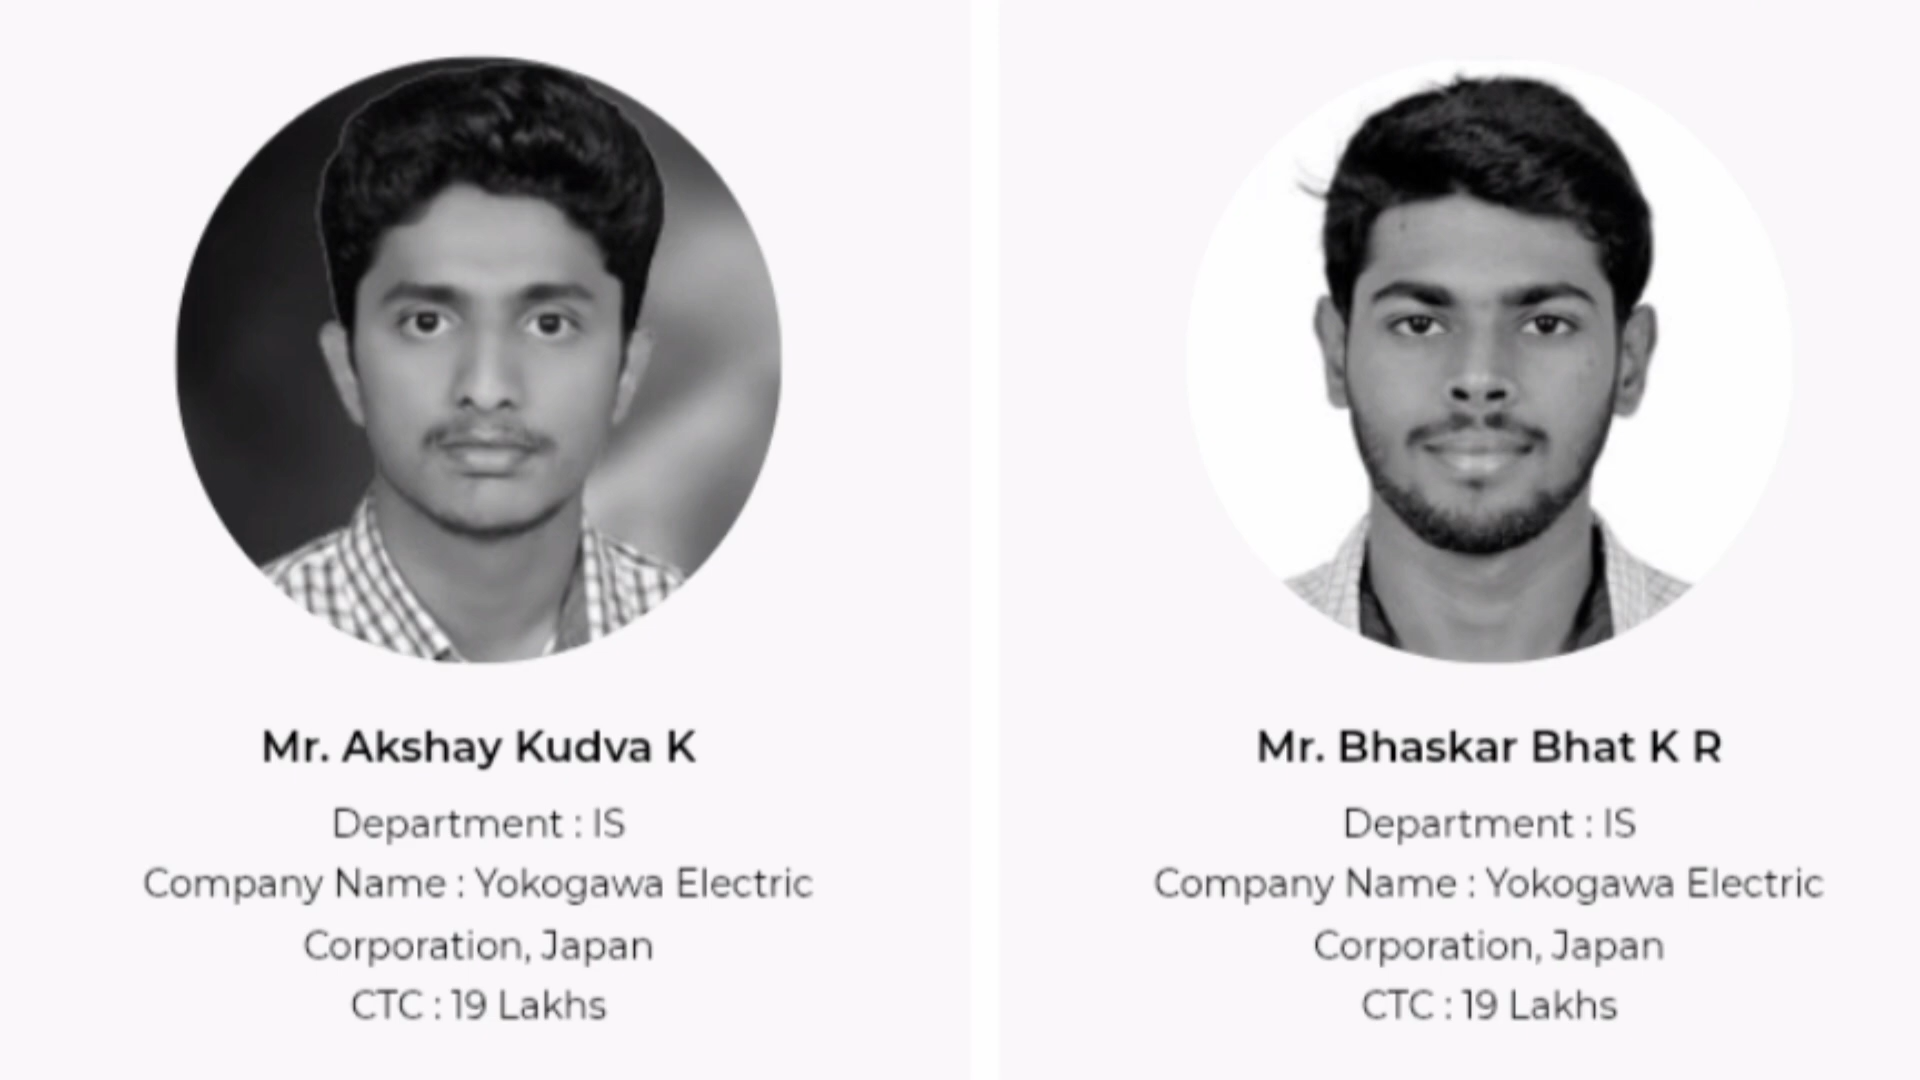 Mr. Akshay Kudva K
Department : IS
Company Name : Yokogawa Electric
Corporation, Japan
CTC : 19 Lakhs
Mr. Bhaskar Bhat K R
Department : IS
Company Name : Yokogawa Electric
Corporation, Japan
CTC : 19 Lakhs